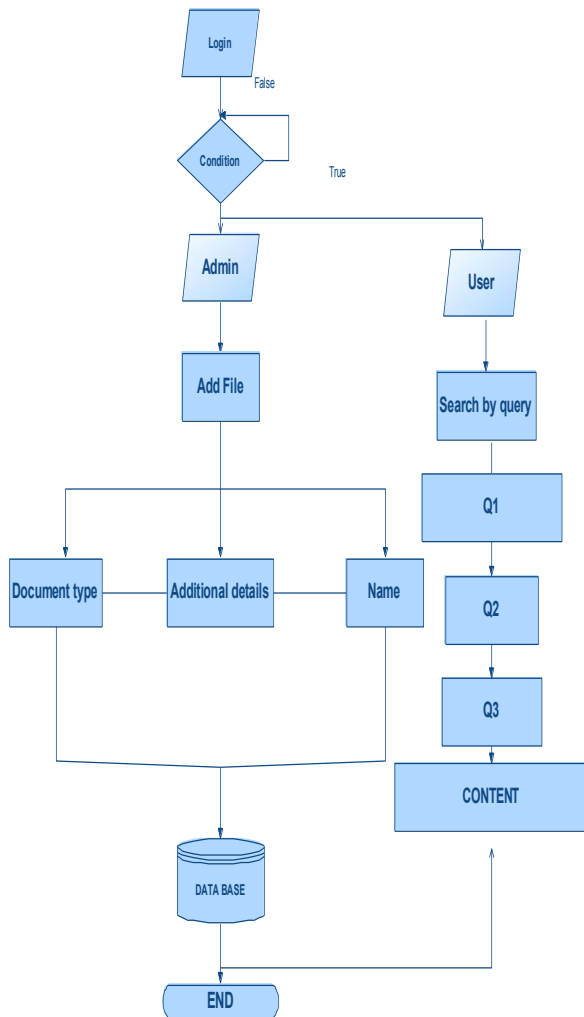 Login
False
Condition
True
Admin
User
Add File
Search by query
Q1
Document type
Additional details
Name
Q2
Q3
CONTENT
DATA BASE
END